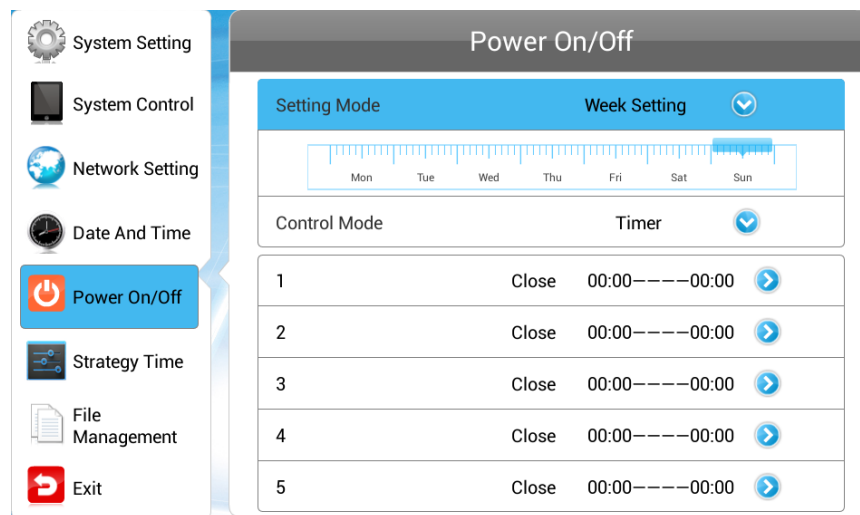 System Setting
System Control
Network Setting
Date And Time
Power On/Off
Strategy Time
File
Management
Exit
Power On/Off
Setting Mode Week Setting
Mon Tue Wed Thu Fri Sat Sun
Control Mode Timer
1 Close 00:00----00:00
2 Close 00:00----00:00
3 Close 00:00----00:00
4 Close 00:00----00:00
5 Close 00:00----00:00